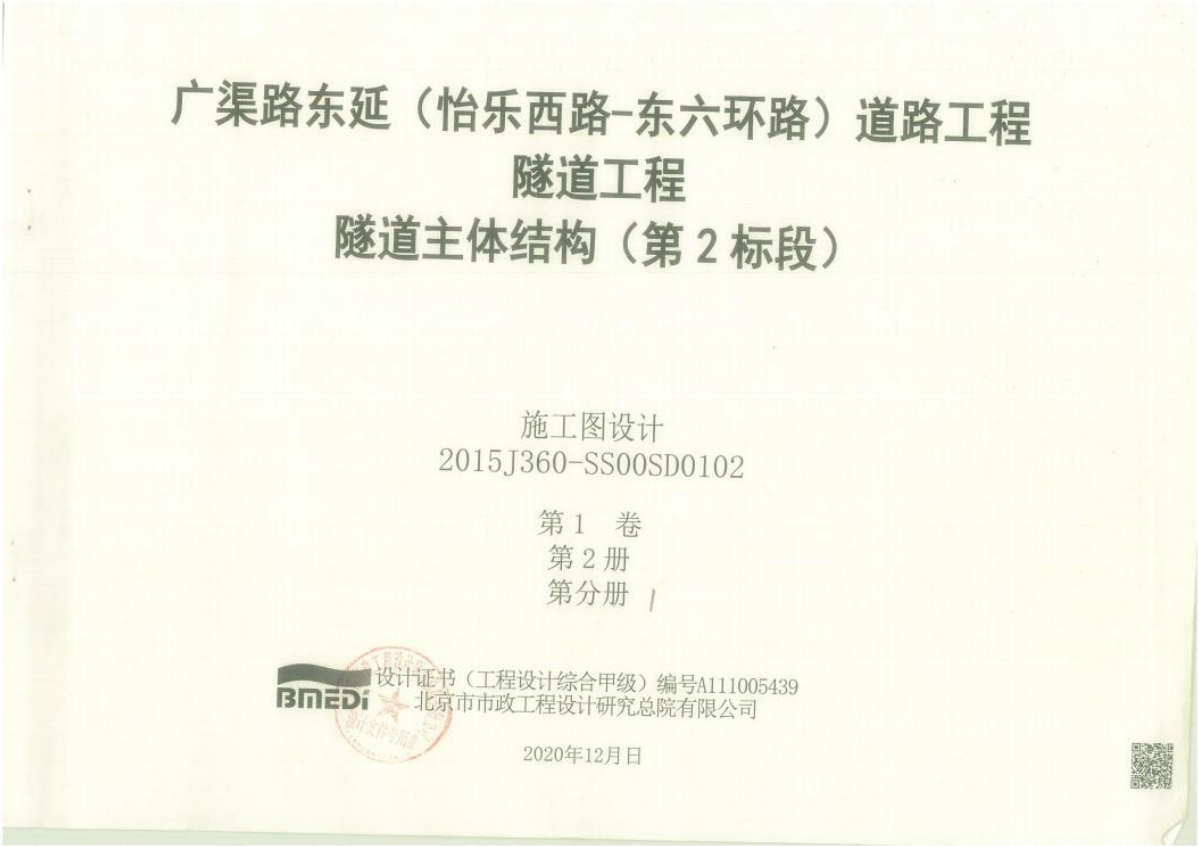 广渠路东延（怡乐西路-东六环路）道路工程
隧道工程
隧道主体结构（第2标段）
施工图设计
2015J360-SS00SD0102
第1 卷
第2册
第分册 1
BMEDi
设计证书（工程设计综合甲级）编号A111005439
北京市市政工程设计研究总院有限公司
2020年12月日